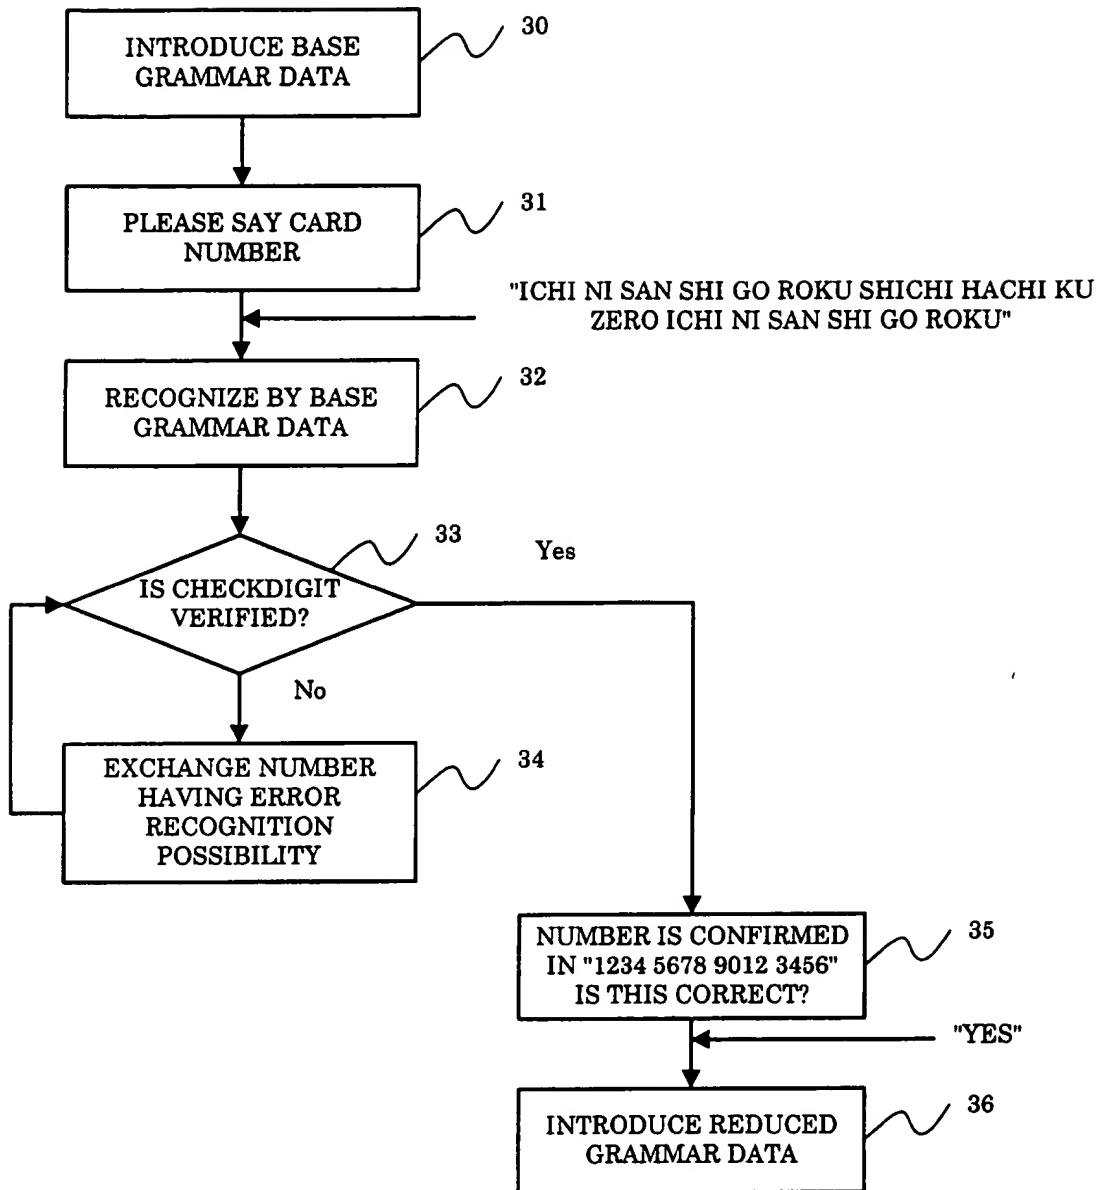 INTRODUCE BASE
GRAMMAR DATA
30
PLEASE SAY CARD
NUMBER
31
"ICHI NI SAN SHI GO ROKU SHICHI HACHI KU
ZERO ICHI NI SAN SHI GO ROKU"
RECOGNIZE BY BASE
GRAMMAR DATA
32
IS CHECKDIGIT
VERIFIED?
33
Yes
No
EXCHANGE NUMBER
HAVING ERROR
RECOGNITION
POSSIBILITY
34
NUMBER IS CONFIRMED
IN "1234 5678 9012 3456"
IS THIS CORRECT?
35
"YES"
INTRODUCE REDUCED
GRAMMAR DATA
36